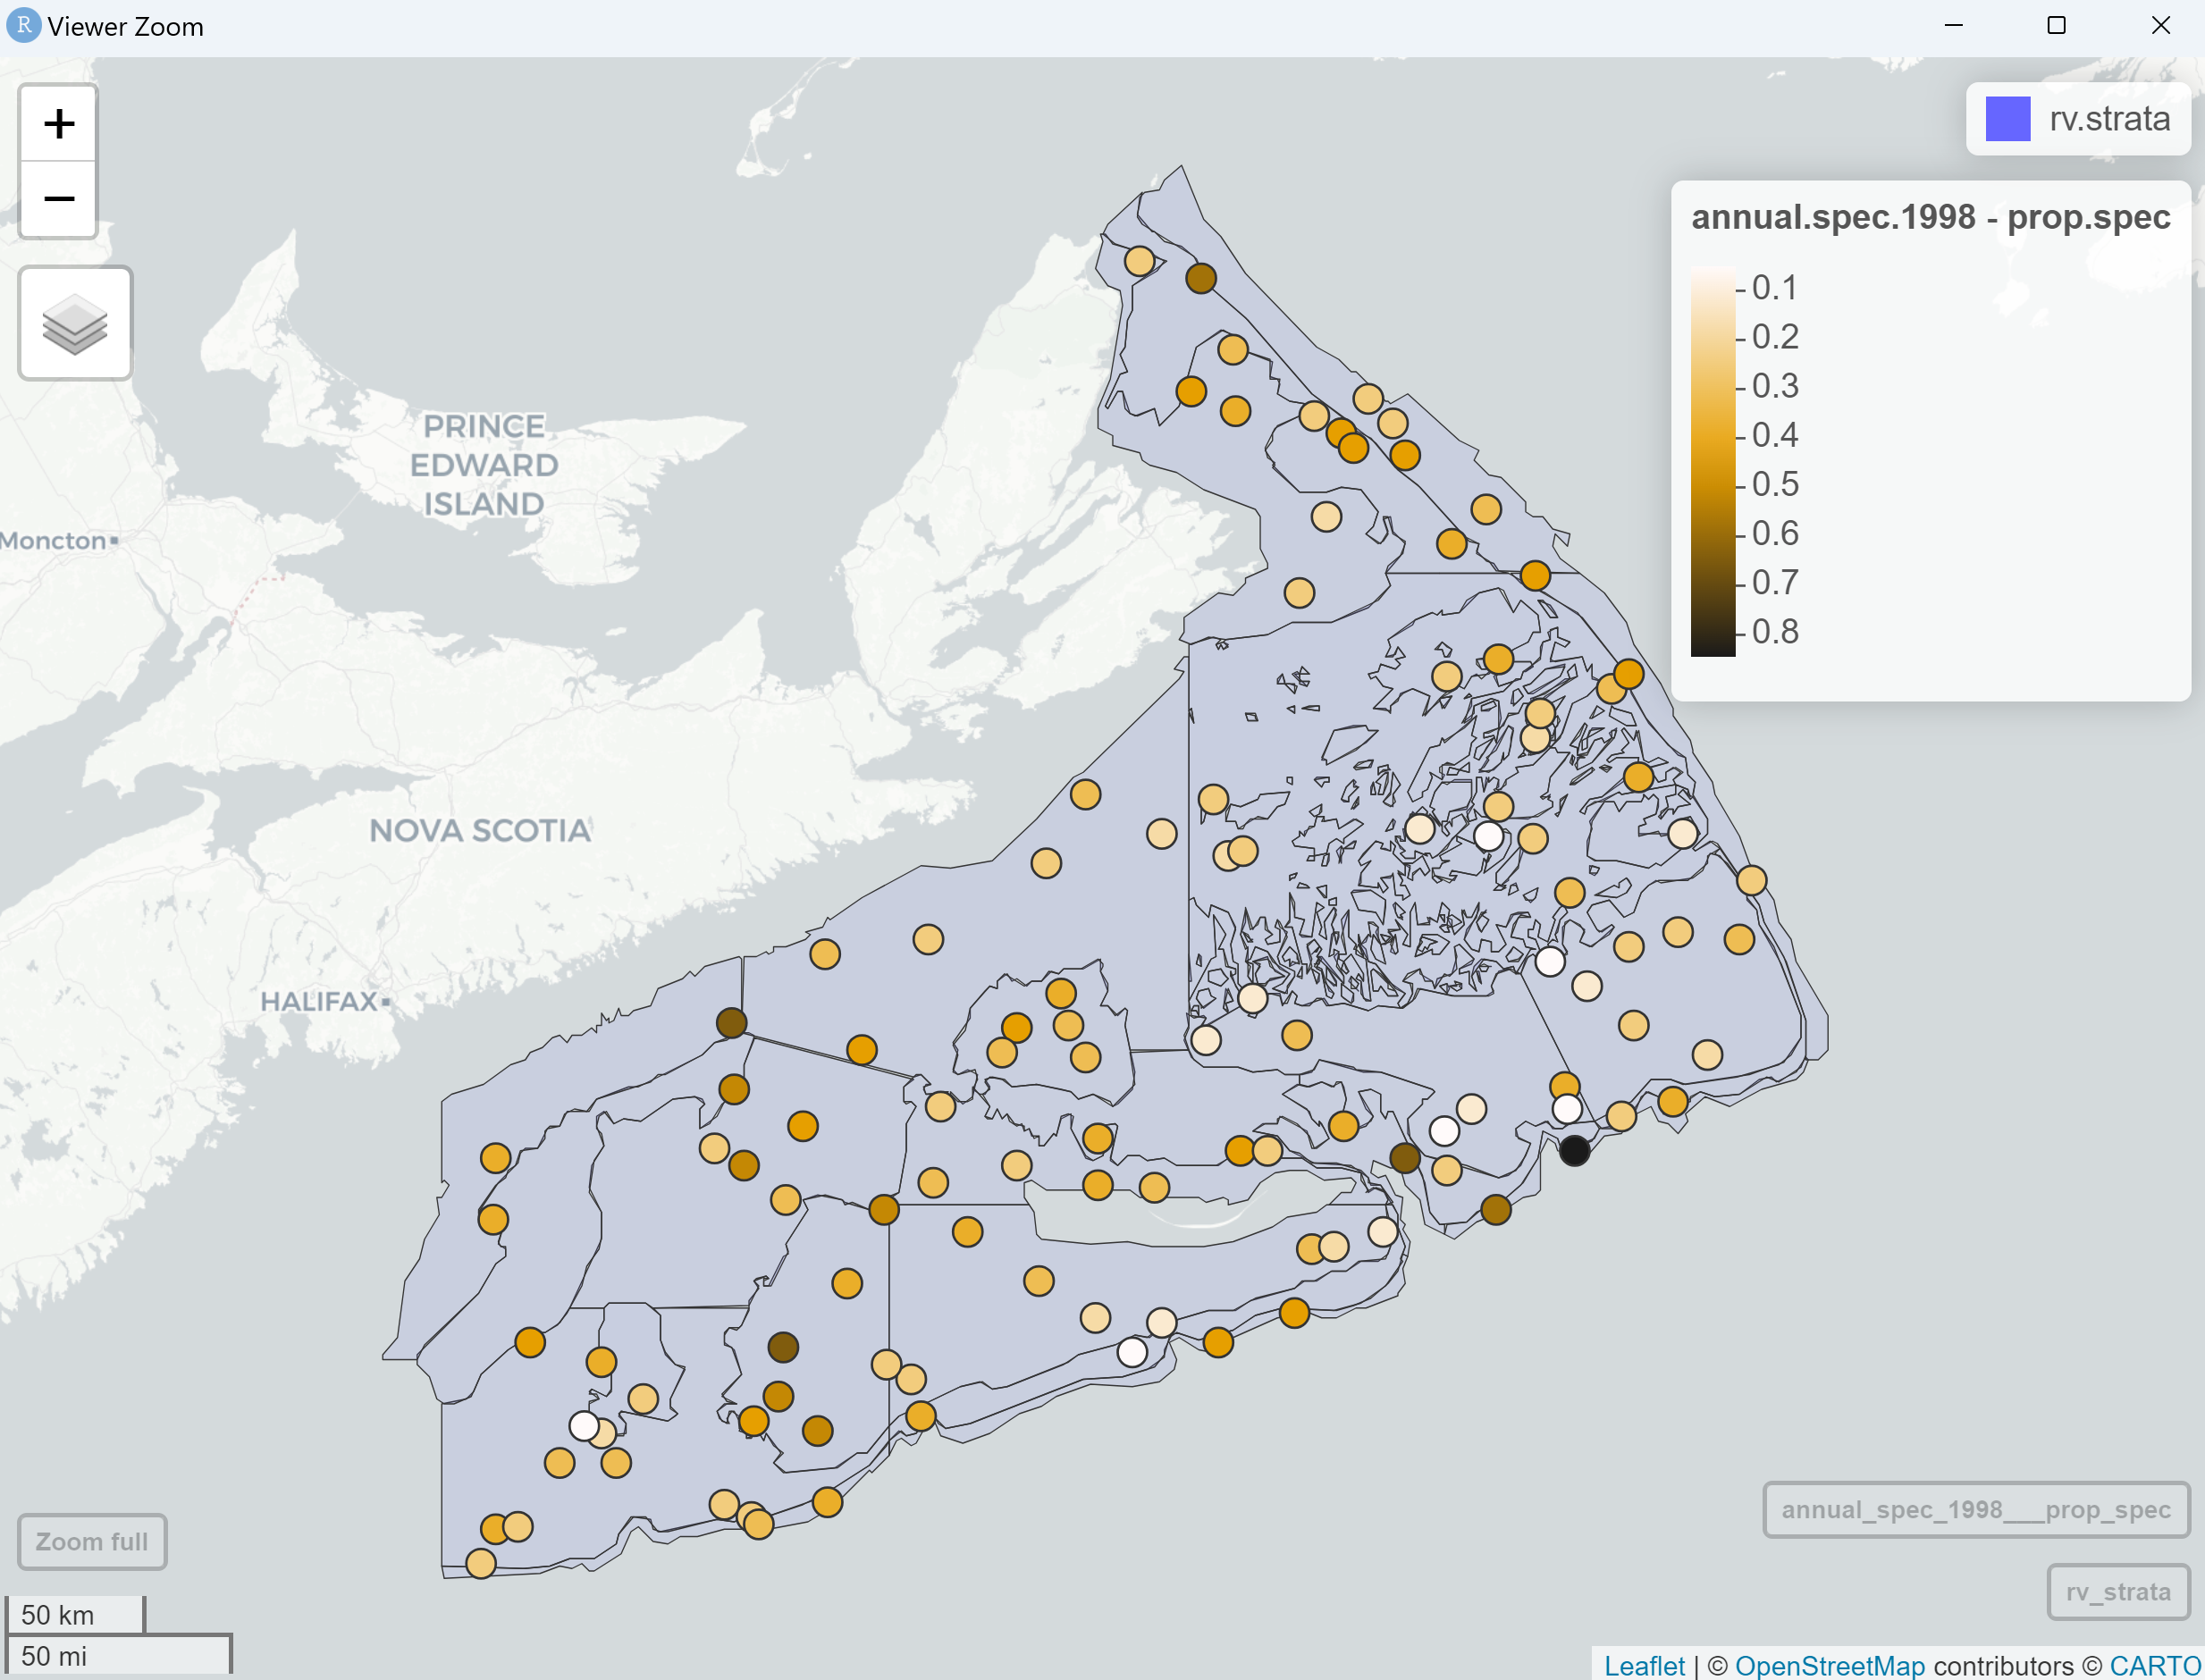 R Viewer Zoom
+
−
rv.strata
annual.spec.1998 - prop.spec
0.1
0.2
0.3
0.4
0.5
0.6
0.7
0.8
PRINCE
EDWARD
ISLAND
Moncton
NOVA SCOTIA
HALIFAX
Zoom full
annual_spec_1998___prop_spec
rv_strata
50 km
50 mi
Leaflet | © OpenStreetMap contributors © CARTO